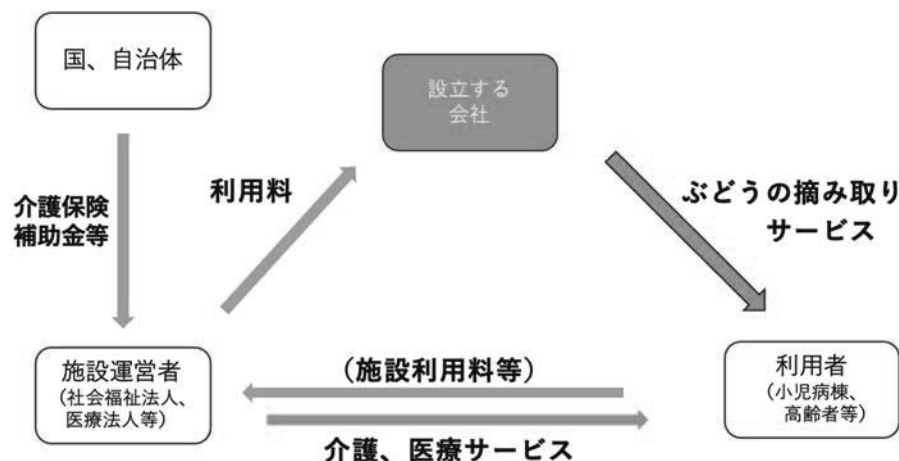 国、自治体
設立する
会社
介護保険
補助金等
利用料
ぶどうの摘み取り
サービス
施設運営者
（社会福祉法人、
医療法人等）
（施設利用料等）
介護、医療サービス
利用者
（小児病棟、
高齢者等）